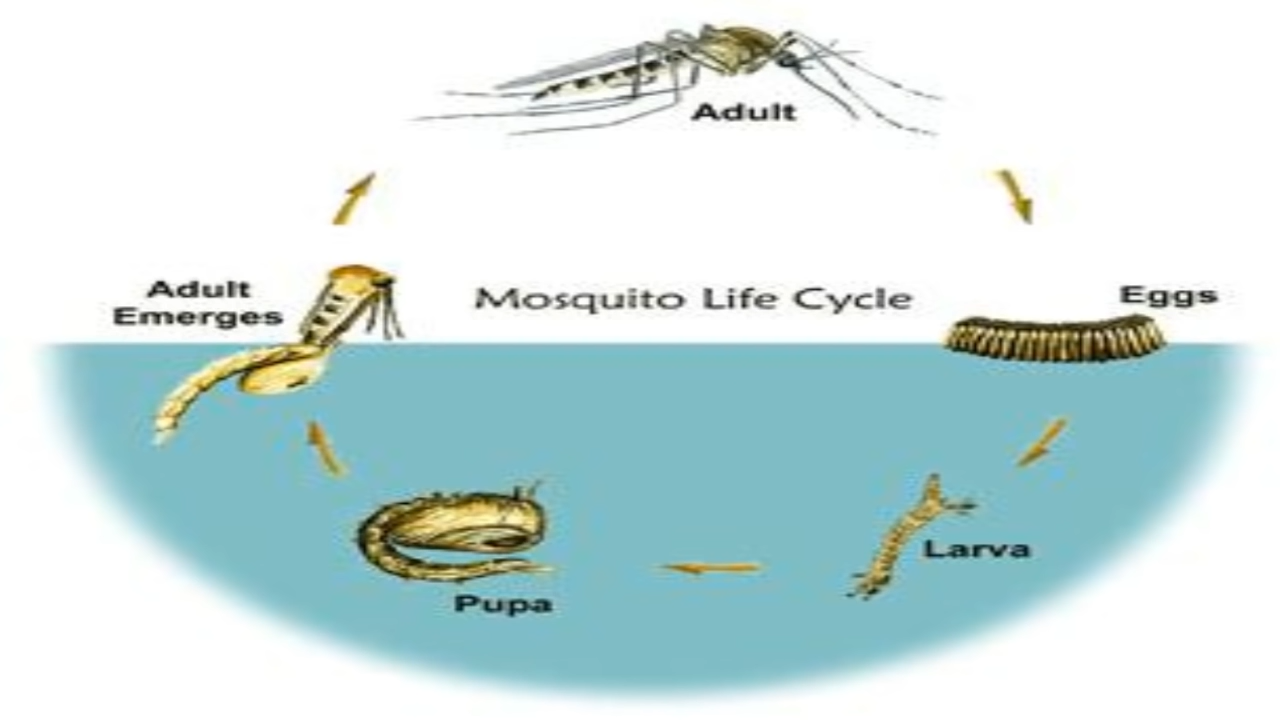 Adult
Adult
Emerges
Mosquito Life Cycle
Eggs
Larva
Pupa